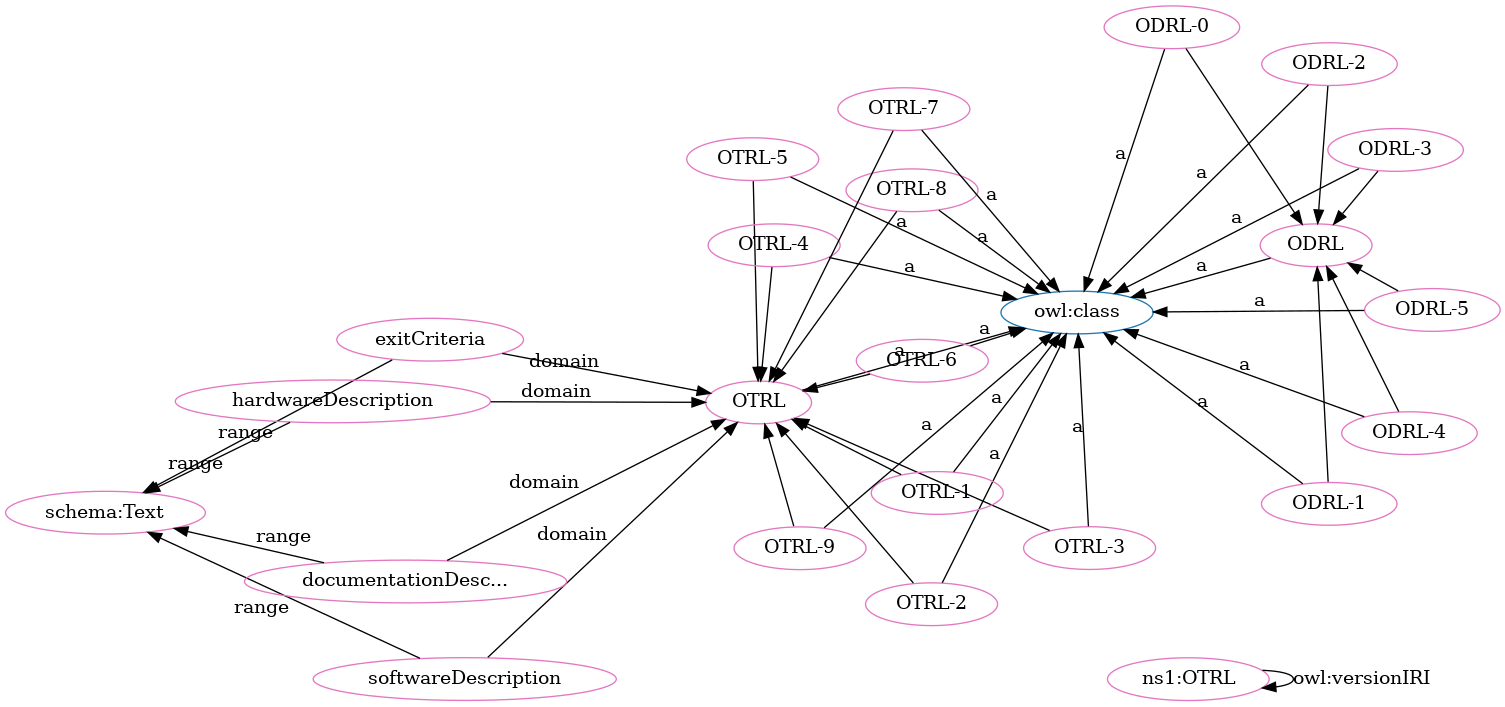 ODRL-0
ODRL-2
OTRL-7
ODRL-3
OTRL-5
a
a
OTRL-8
a
a
a
a
OTRL-4
ODRL
a
a
a
ODRL-5
a
owl:class
a
exitCriteria
a
OTRL-6
domain
a
domain
hardwareDescription
OTRL
a
a
range
a
a
ODRL-4
a
range
domain
OTRL-1
ODRL-1
schema:Text
domain
range
OTRL-9
OTRL-3
documentationDesc...
range
OTRL-2
softwareDescription
ns1:OTRL
owl:versionIRI